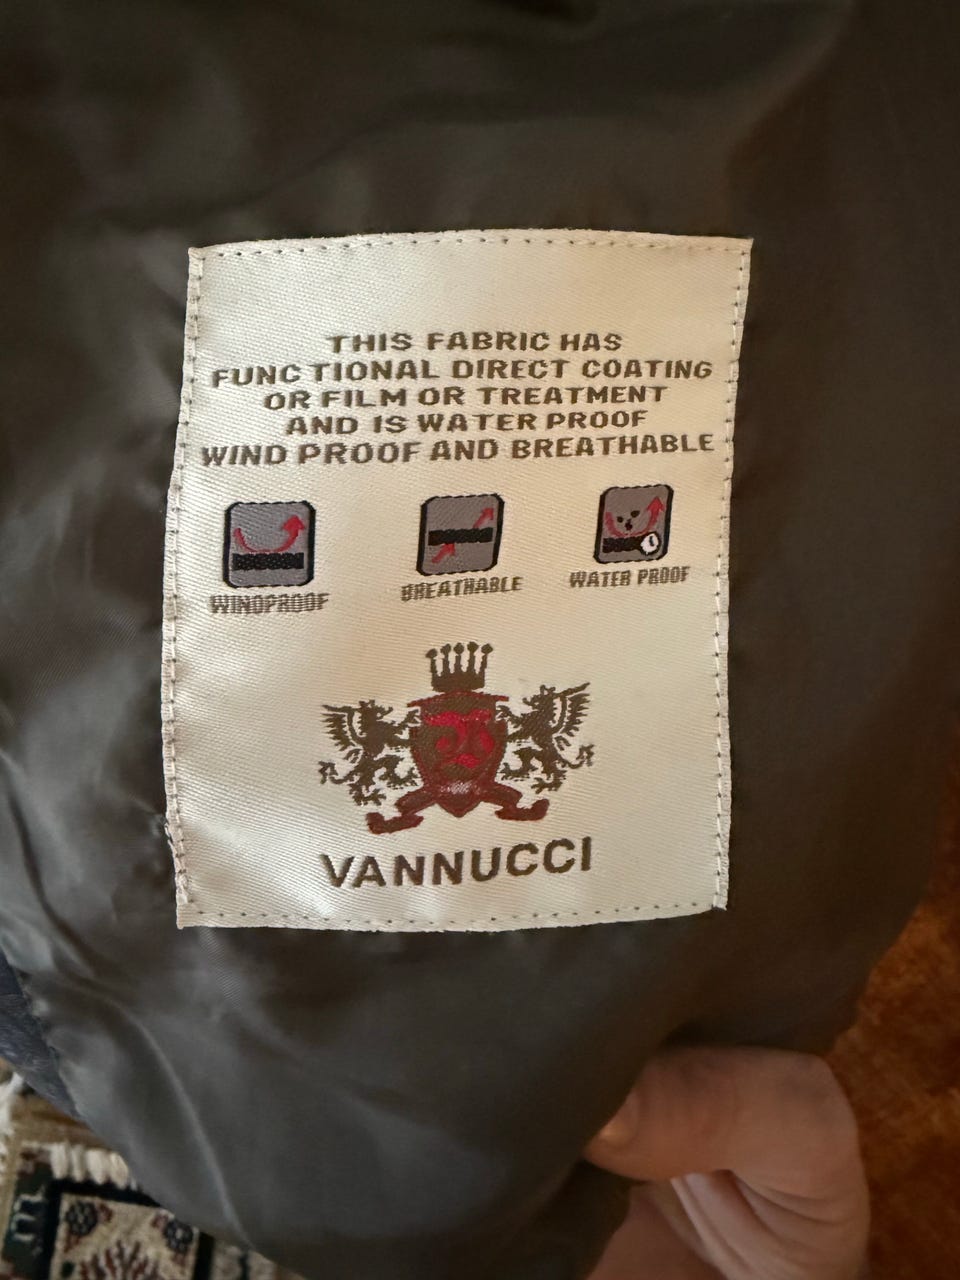 THIS FABRIC HAS
FUNC TIONAL DIRECT COATING
OR FILM OR TREATMENT
AND IS WATER PROOF
WIND PROOF AND BREATHABLE
WINDPROOF BREATHABLE WATER PROOF
VANNUCCI